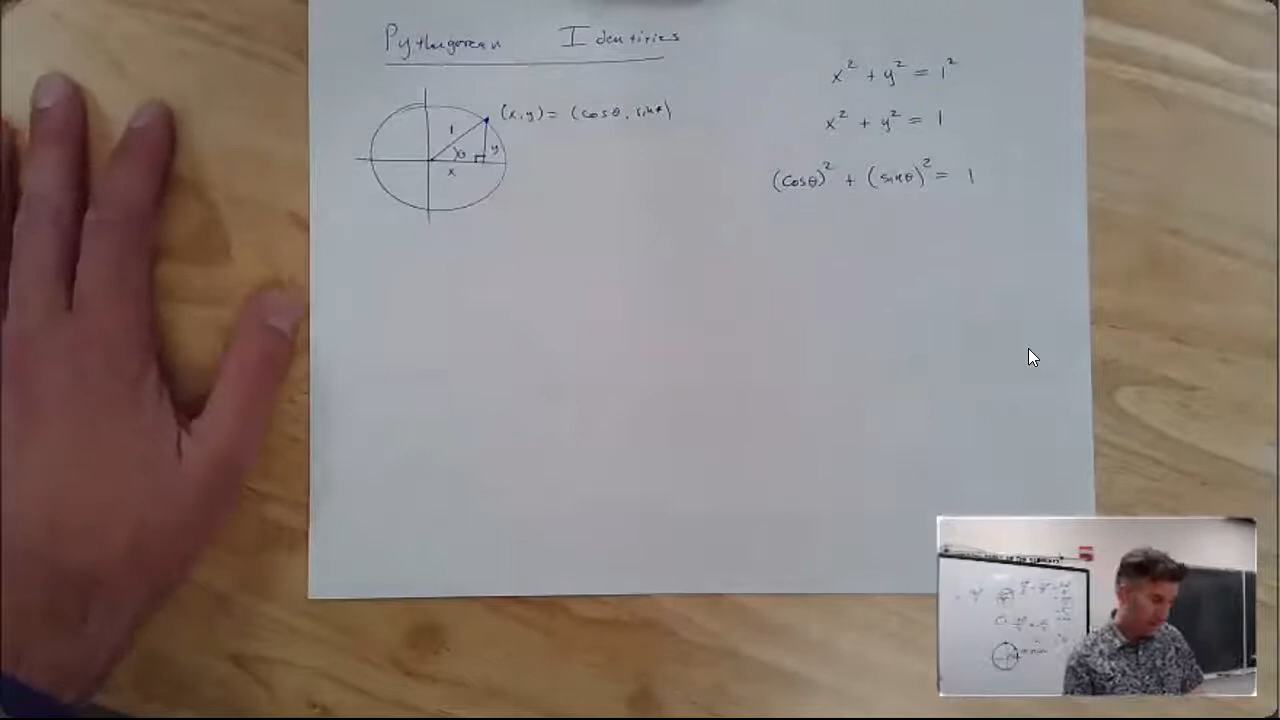 Pythagorean Identities
(x,y) = (cosθ, sinθ)
1
θ
y
x
x² + y² = 1²
x² + y² = 1
(cosθ)² + (sinθ)² = 1